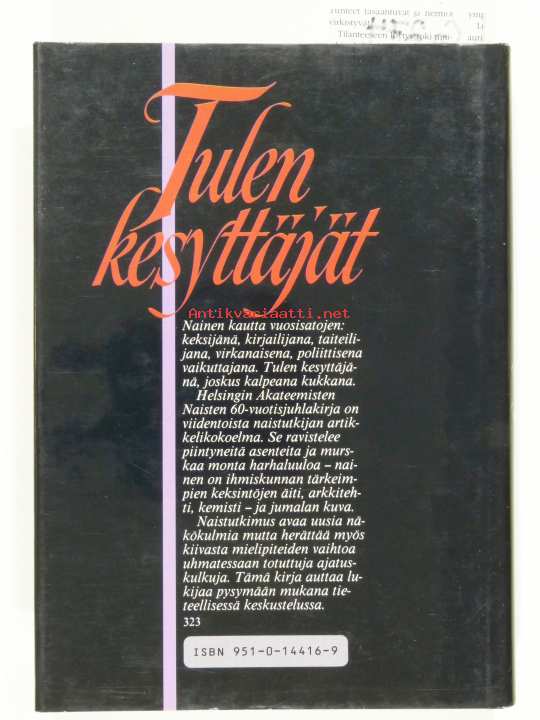 Tulen
kesyttäjät
Antikvariaatti.net
Nainen kautta vuosisatojen:
keksijänä, kirjailijana, taiteili-
jana, virkanaisena, poliittisena
vaikuttajana. Tulen kesyttäjä-
nä, joskus kalpeana kukkana.
Helsingin Akateemisten
Naisten 60-vuotisjuhlakirja on
viidentoista naistutkijan artik-
kelikokoelma. Se ravistelee
piintyneitä asenteita ja murs-
kaa monta harhaluuloa – nai-
nen on ihmiskunnan tärkeim-
pien keksintöjen äiti, arkkiteh-
ti, kemisti – ja jumalan kuva.
Naistutkimus avaa uusia nä-
kökulmia mutta herättää myös
kiivasta mielipiteiden vaihtoa
uhmatessaan totuttuja ajatus-
kulkuja. Tämä kirja auttaa lu-
kijaa pysymään mukana tie-
teellisessä keskustelussa.
323
ISBN 951-0-14416-9